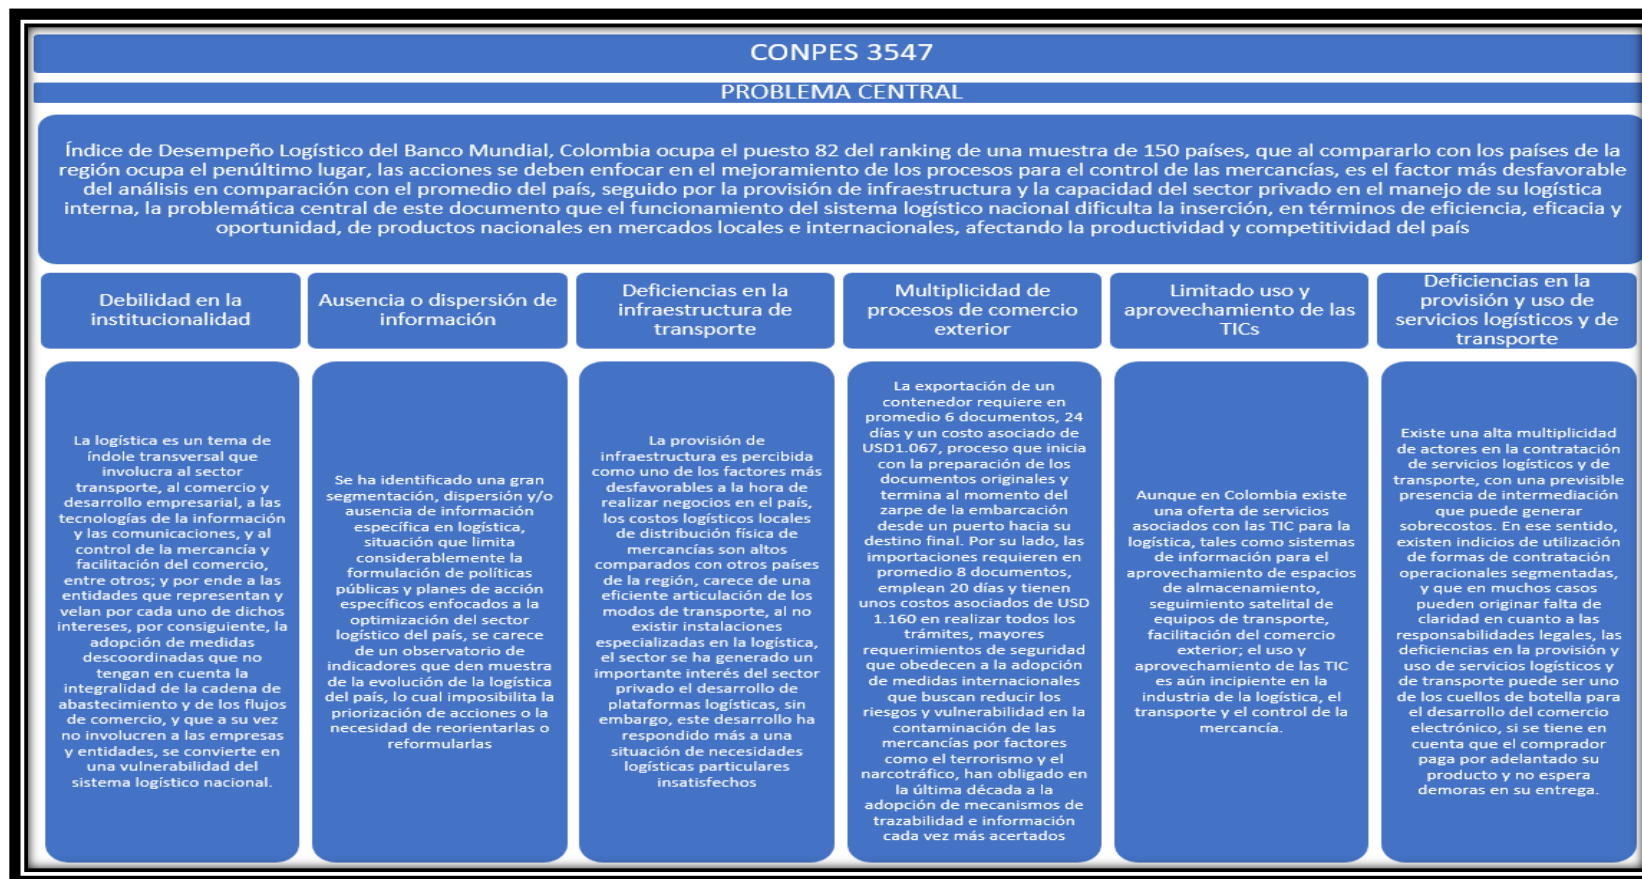 CONPES 3547
PROBLEMA CENTRAL
Índice de Desempeño Logístico del Banco Mundial, Colombia ocupa el puesto 82 del ranking de una muestra de 150 países, que al compararlo con los países de la
región ocupa el penúltimo lugar, las acciones se deben enfocar en el mejoramiento de los procesos para el control de las mercancías, es el factor más desfavorable
del análisis en comparación con el promedio del país, seguido por la provisión de infraestructura y la capacidad del sector privado en el manejo de su logística
interna, la problemática central de este documento que el funcionamiento del sistema logístico nacional dificulta la inserción, en términos de eficiencia, eficacia y
oportunidad, de productos nacionales en mercados locales e internacionales, afectando la productividad y competitividad del país
Debilidad en la
institucionalidad
Ausencia o dispersión de
información
Deficiencias en la
infraestructura de
transporte
Multiplicidad de
procesos de comercio
exterior
Limitado uso y
aprovechamiento de las
TICs
Deficiencias en la
provisión y uso de
servicios logísticos y de
transporte
La logística es un tema de
índole transversal que
involucra al sector
transporte, al comercio y
desarrollo empresarial, a las
tecnologías de la información
y las comunicaciones, y al
control de la mercancía y
facilitación del comercio,
entre otros; y por ende a las
entidades que representan y
velan por cada uno de dichos
intereses, por consiguiente, la
adopción de medidas
descoordinadas que no
tengan en cuenta la
integralidad de la cadena de
abastecimiento y de los flujos
de comercio, y que a su vez
no involucren a las empresas
y entidades, se convierte en
una vulnerabilidad del
sistema logístico nacional.
Se ha identificado una gran
segmentación, dispersión y/o
ausencia de información
específica en logística,
situación que limita
considerablemente la
formulación de políticas
públicas y planes de acción
específicos enfocados a la
optimización del sector
logístico del país, se carece
de un observatorio de
indicadores que den muestra
de la evolución de la logística
del país, lo cual imposibilita la
priorización de acciones o la
necesidad de reorientarlas o
reformularlas
La provisión de
infraestructura es percibida
como uno de los factores más
desfavorables a la hora de
realizar negocios en el país,
los costos logísticos locales
de distribución física de
mercancías son altos
comparados con otros países
de la región, carece de una
eficiente articulación de los
modos de transporte, al no
existir instalaciones
especializadas en la logística,
el sector se ha generado un
importante interés del sector
privado el desarrollo de
plataformas logísticas, sin
embargo, este desarrollo ha
respondido más a una
situación de necesidades
logísticas particulares
insatisfechos
La exportación de un
contenedor requiere en
promedio 6 documentos, 24
días y un costo asociado de
USD1.067, proceso que inicia
con la preparación de los
documentos originales y
termina al momento del
zarpe de la embarcación
desde un puerto hacia su
destino final. Por su lado, las
importaciones requieren en
promedio 8 documentos,
emplean 20 días y tienen
unos costos asociados de USD
1.160 en realizar todos los
trámites, mayores
requerimientos de seguridad
que obedecen a la adopción
de medidas internacionales
que buscan reducir los
riesgos y vulnerabilidad en la
contaminación de las
mercancías por factores
como el terrorismo y el
narcotráfico, han obligado en
la última década a la
adopción de mecanismos de
trazabilidad e información
cada vez más acertados
Aunque en Colombia existe
una oferta de servicios
asociados con las TIC para la
logística, tales como sistemas
de información para el
aprovechamiento de espacios
de almacenamiento,
seguimiento satelital de
equipos de transporte,
facilitación del comercio
exterior; el uso y
aprovechamiento de las TIC
es aún incipiente en la
industria de la logística, el
transporte y el control de la
mercancía.
Existe una alta multiplicidad
de actores en la contratación
de servicios logísticos y de
transporte, con una previsible
presencia de intermediación
que puede generar
sobrecostos. En ese sentido,
existen indicios de utilización
de formas de contratación
operacionales segmentadas,
y que en muchos casos
pueden originar falta de
claridad en cuanto a las
responsabilidades legales, las
deficiencias en la provisión y
uso de servicios logísticos y
de transporte puede ser uno
de los cuellos de botella para
el desarrollo del comercio
electrónico, si se tiene en
cuenta que el comprador
paga por adelantado su
producto y no espera
demoras en su entrega.